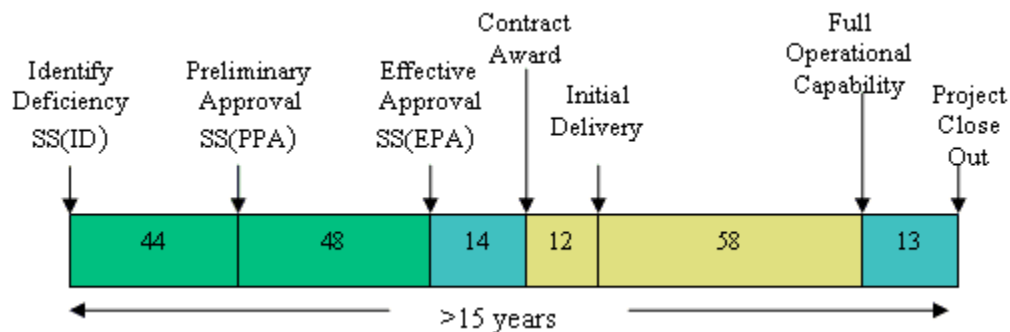 Identify
Deficiency
SS(ID)
Preliminary
Approval
SS(PPA)
Effective
Approval
SS(EPA)
Contract
Award
Initial
Delivery
Full
Operational
Capability
Project
Close
Out
44
48
14
12
58
13
>15 years